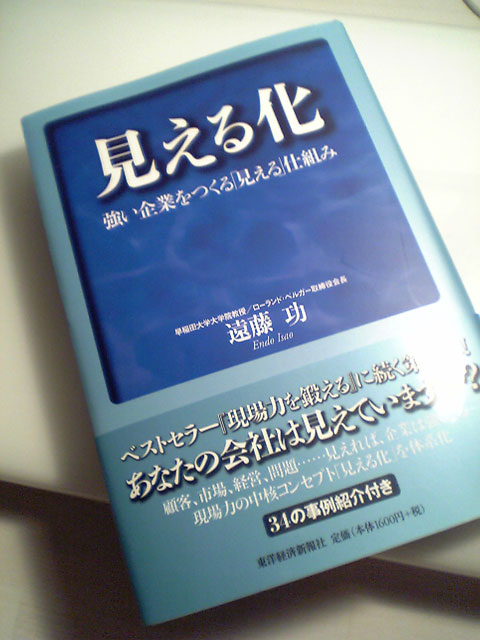 見える化
強い企業をつくる「見える」仕組み
早稲田大学大学院教授／ローランド・ベルガー取締役会長
遠藤 功
Endo Isao
ベストセラー『現場力を鍛える』に続く
あなたの会社は見えていますか?
顧客、市場、経営、問題……見えれば、企業は
現場力の中核コンセプト「見える化」を体系化
34の事例紹介付き
東洋経済新報社 定価（本体1600円+税）